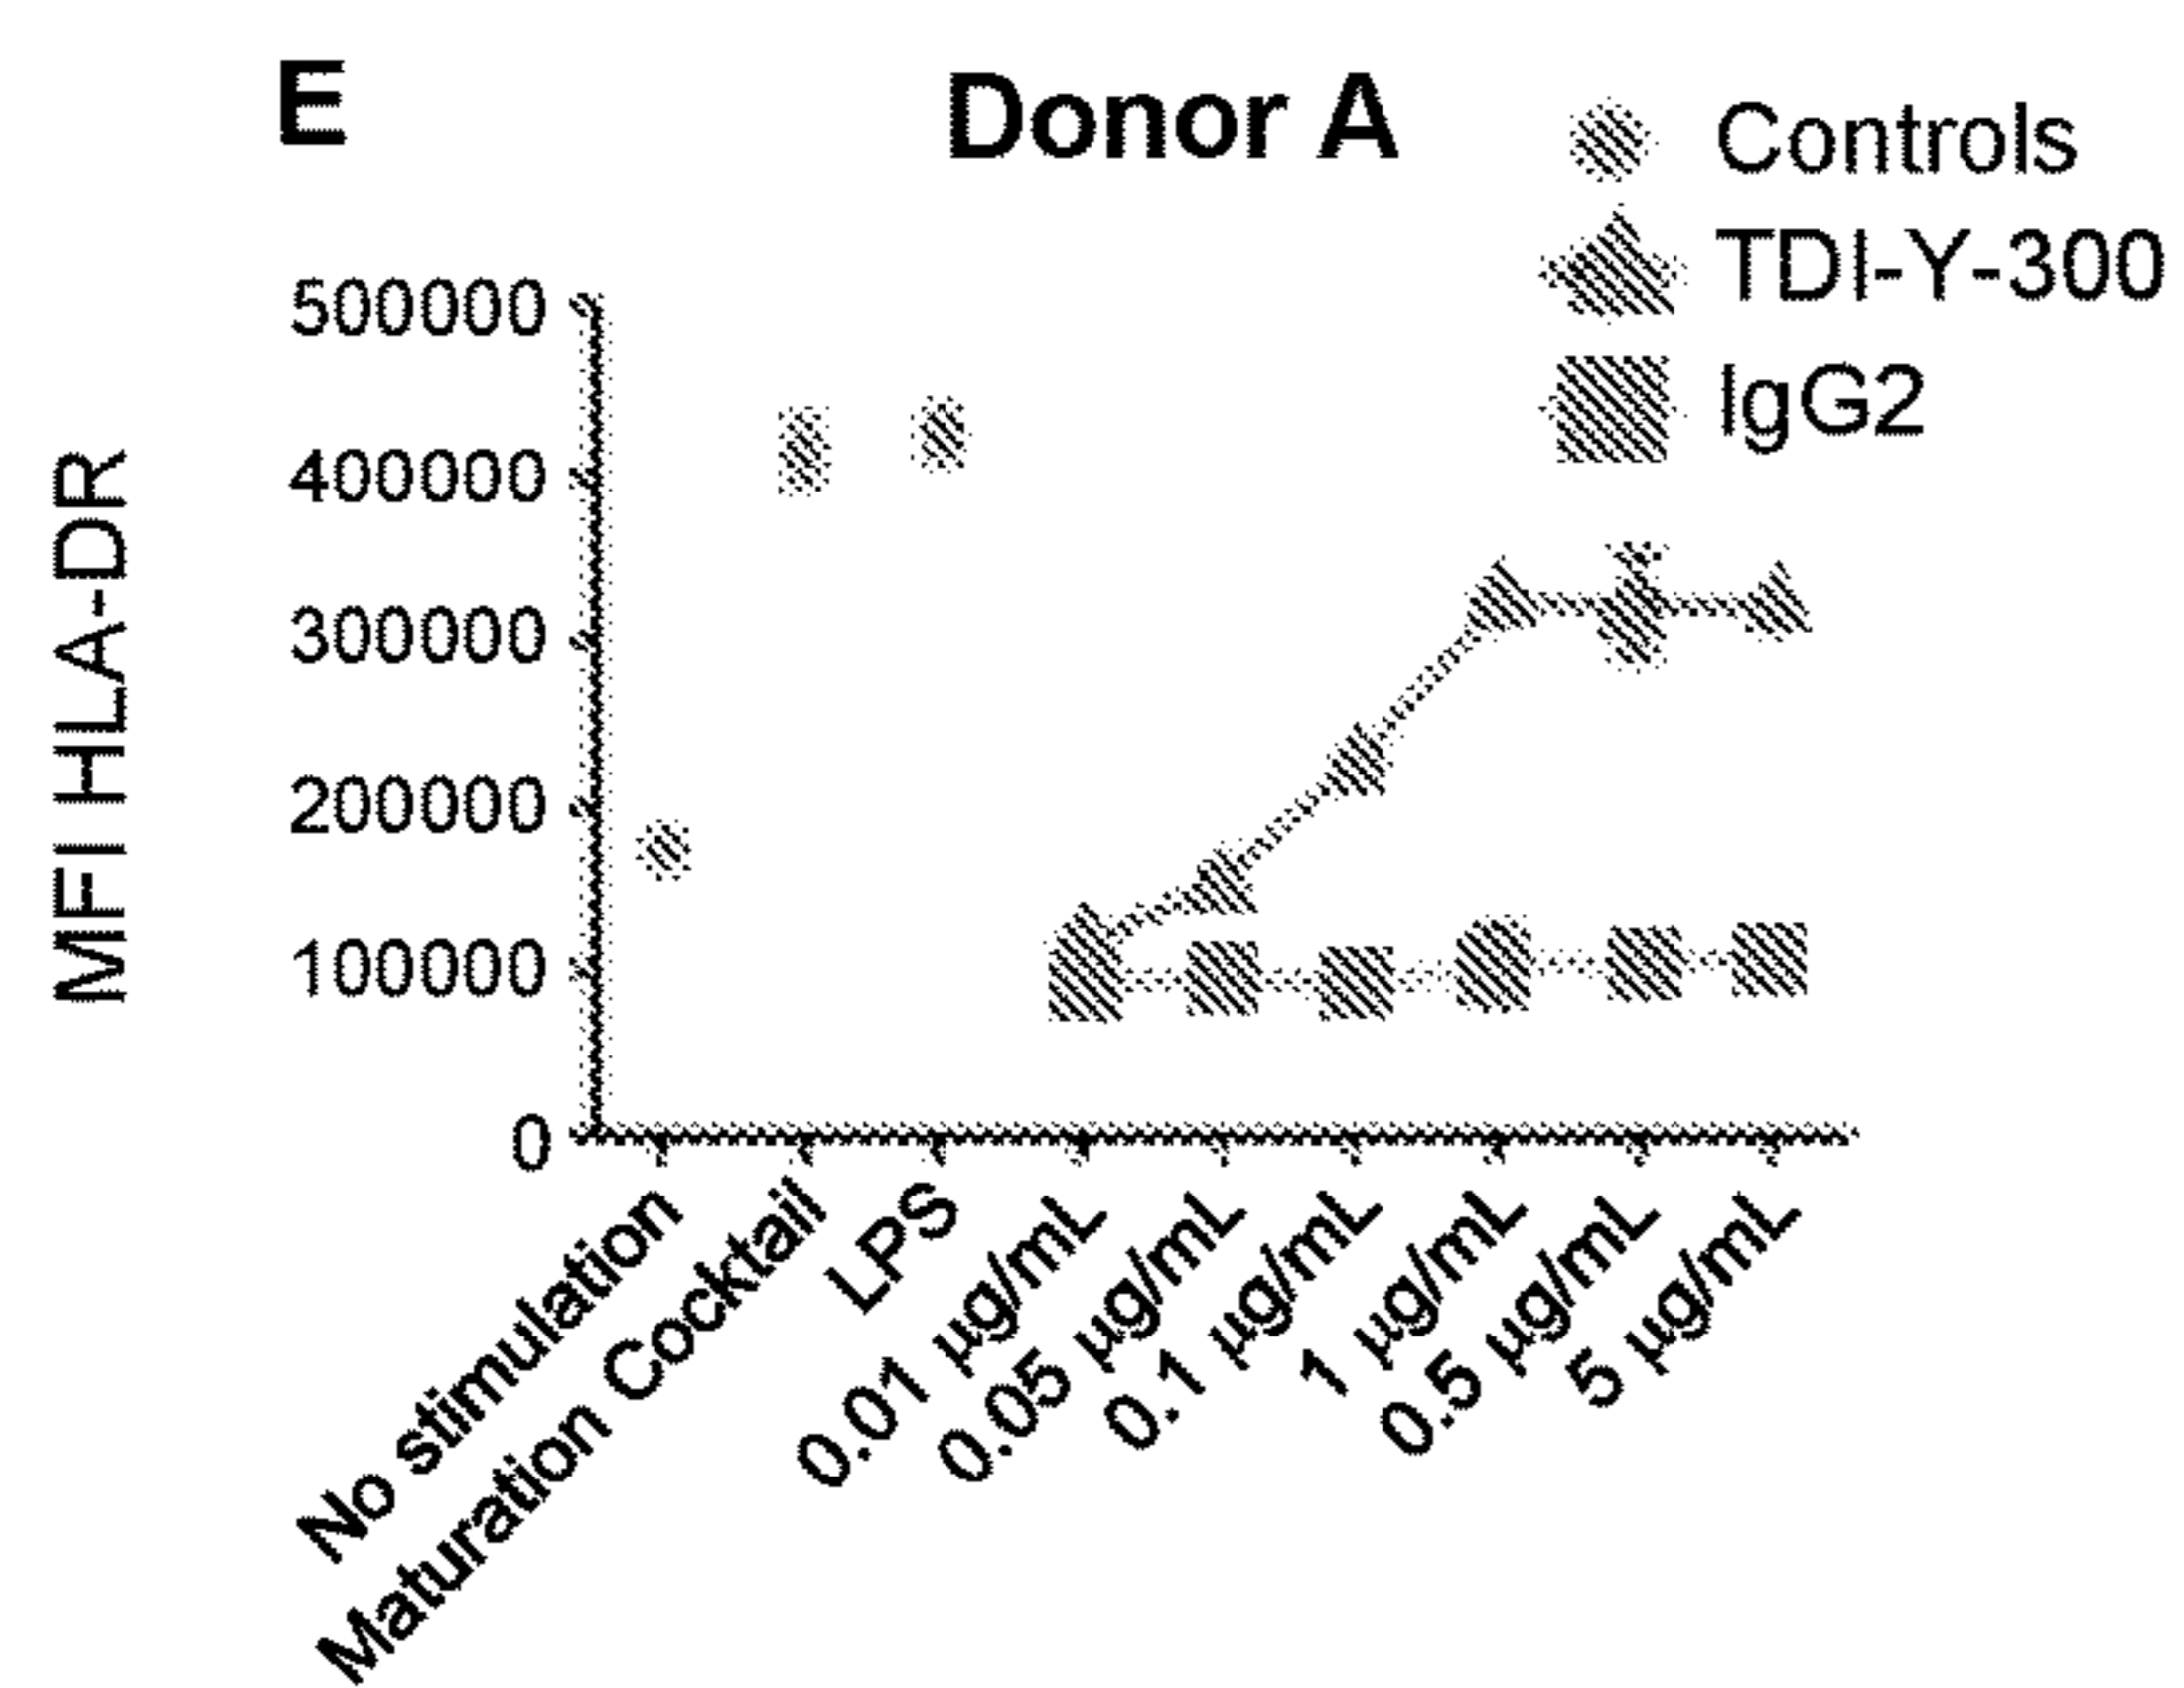 E
Donor A
Controls
TDI-Y-300
IgG2
MFI HLA-DR
500000
400000
300000
200000
100000
0
No stimulation
Maturation Cocktail
LPS
0.01 µg/mL
0.05 µg/mL
0.1 µg/mL
1 µg/mL
0.5 µg/mL
5 µg/mL